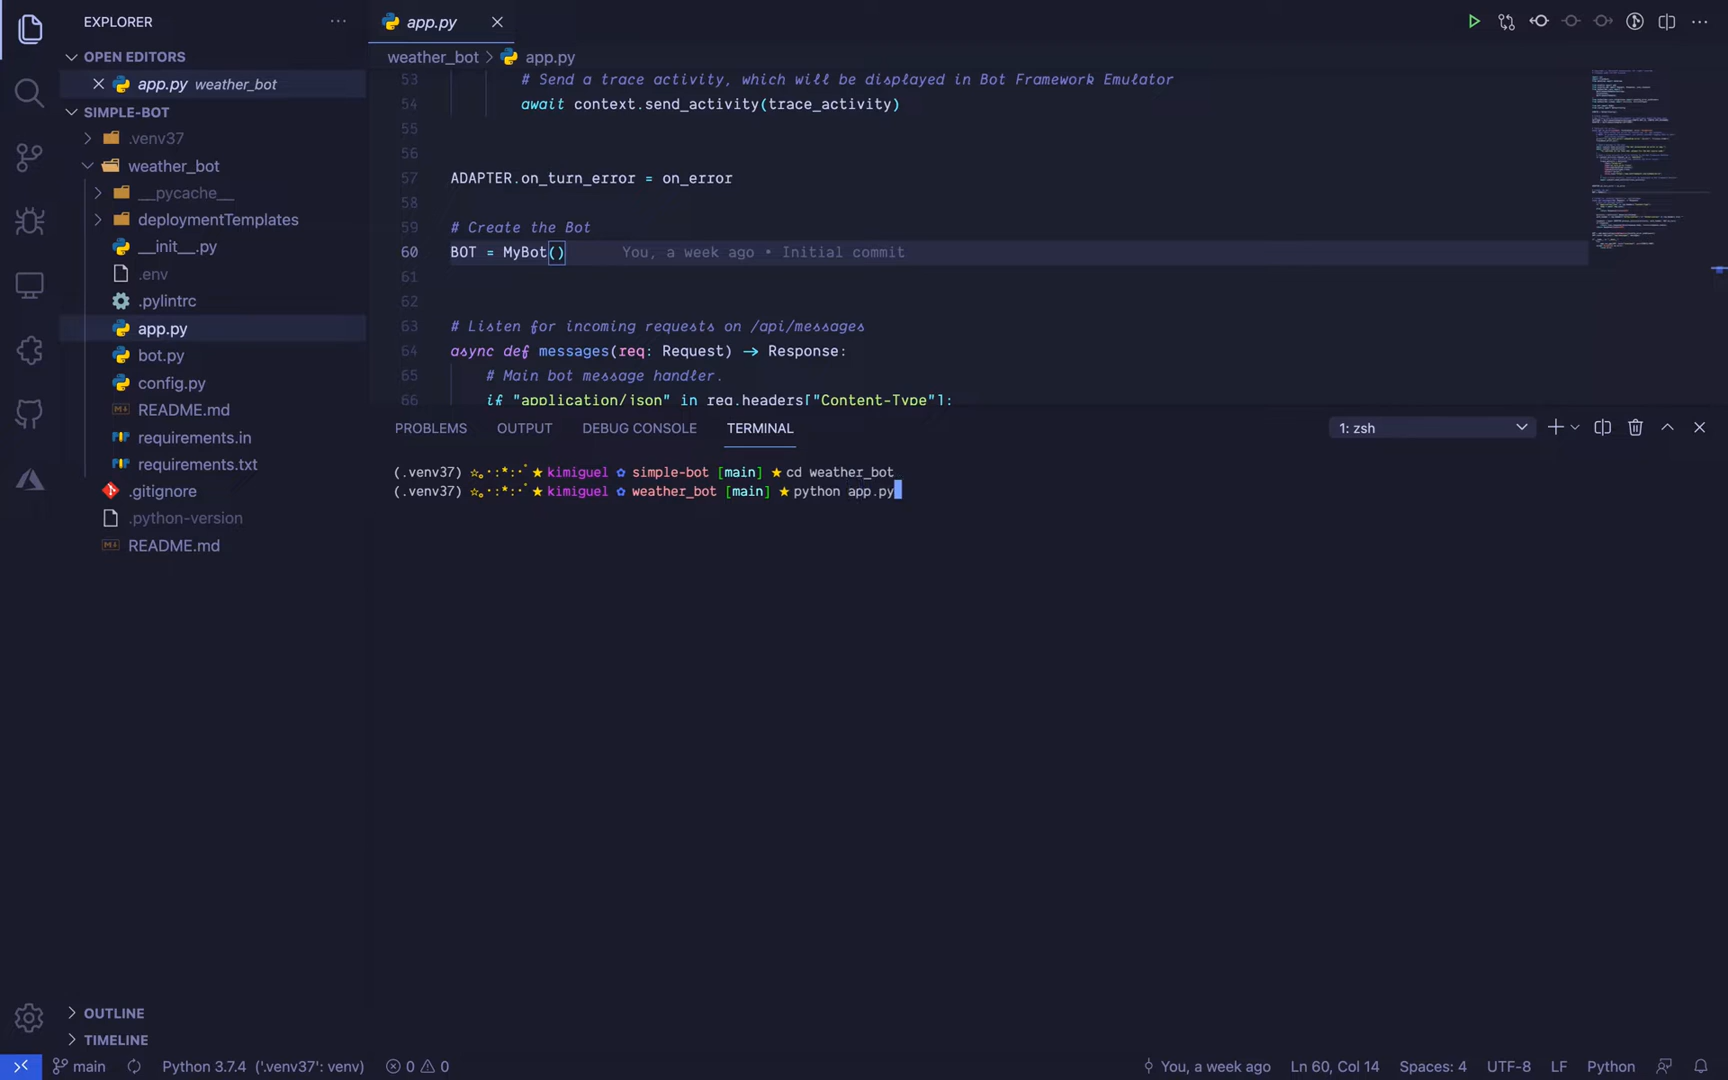 EXPLORER
OPEN EDITORS
app.py weather_bot
SIMPLE-BOT
.venv37
weather_bot
__pycache__
deploymentTemplates
__init__.py
.env
.pylintrc
app.py
bot.py
config.py
README.md
requirements.in
requirements.txt
.gitignore
.python-version
README.md
OUTLINE
TIMELINE
app.py
weather_bot > app.py
53 # Send a trace activity, which will be displayed in Bot Framework Emulator
54 await context.send_activity(trace_activity)
55
56
57 ADAPTER.on_turn_error = on_error
58
59 # Create the Bot
60 BOT = MyBot() You, a week ago • Initial commit
61
62
63 # Listen for incoming requests on /api/messages
64 async def messages(req: Request) -> Response:
65 # Main bot message handler.
66 if "application/json" in req.headers["Content-Type"]:
PROBLEMS OUTPUT DEBUG CONSOLE TERMINAL 1: zsh
(.venv37) ☆｡･:*:･ﾟ★ kimiguel ✿ simple-bot [main] ★ cd weather_bot
(.venv37) ☆｡･:*:･ﾟ★ kimiguel ✿ weather_bot [main] ★ python app.py
main Python 3.7.4 ('.venv37': venv) 0 0 You, a week ago Ln 60, Col 14 Spaces: 4 UTF-8 LF Python